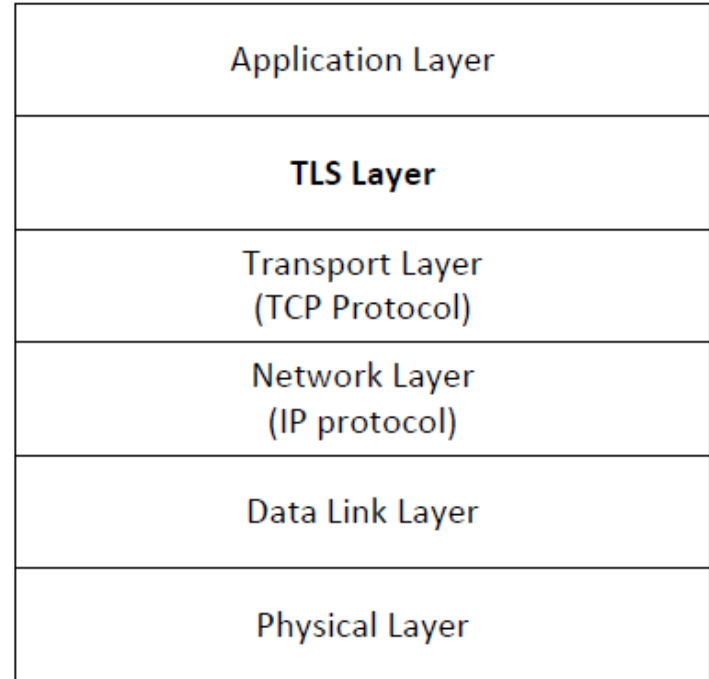 Application Layer
TLS Layer
Transport Layer
(TCP Protocol)
Network Layer
(IP protocol)
Data Link Layer
Physical Layer